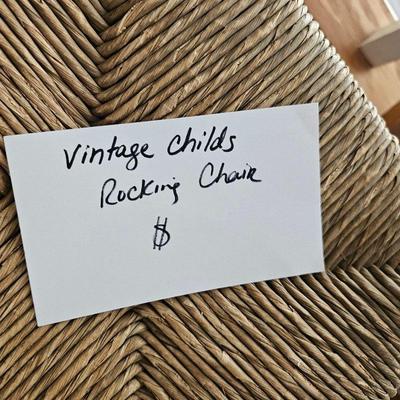 Vintage Childs
Rocking Chair
$